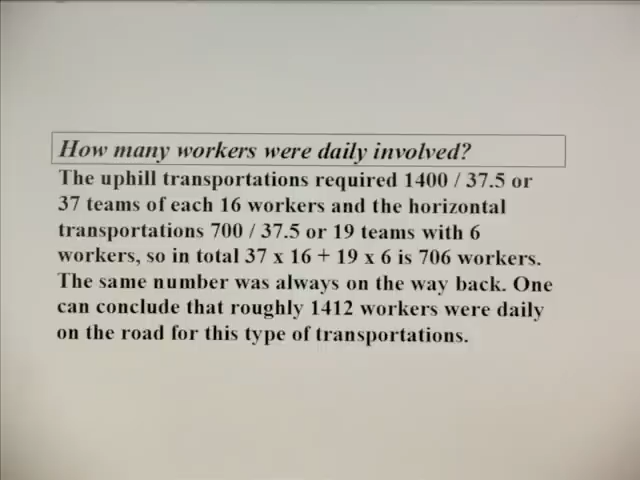 How many workers were daily involved?
The uphill transportations required 1400 / 37.5 or
37 teams of each 16 workers and the horizontal
transportations 700 / 37.5 or 19 teams with 6
workers, so in total 37 x 16 + 19 x 6 is 706 workers.
The same number was always on the way back. One
can conclude that roughly 1412 workers were daily
on the road for this type of transportations.